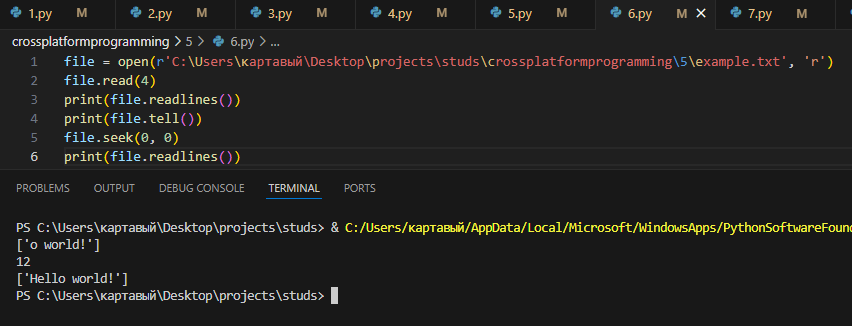 1.py M 2.py M 3.py M 4.py M 5.py M 6.py M 7.py M
crossplatformprogramming > 5 > 6.py > ...
1 file = open(r'C:\Users\картавый\Desktop\projects\studs\crossplatformprogramming\5\example.txt', 'r')
2 file.read(4)
3 print(file.readlines())
4 print(file.tell())
5 file.seek(0, 0)
6 print(file.readlines())
PROBLEMS OUTPUT DEBUG CONSOLE TERMINAL PORTS
PS C:\Users\картавый\Desktop\projects\studs> & C:/Users/картавый/AppData/Local/Microsoft/WindowsApps/PythonSoftwareFoun
['o world!']
12
['Hello world!']
PS C:\Users\картавый\Desktop\projects\studs>